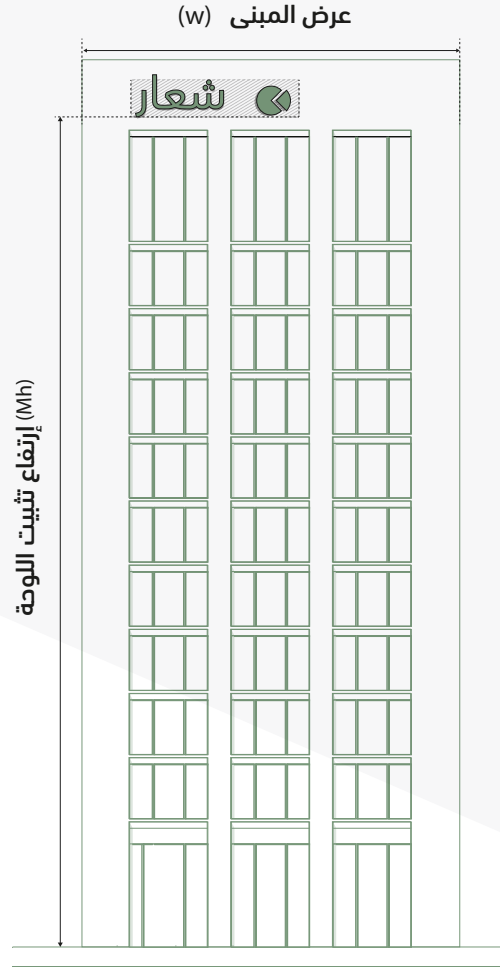 عرض المبنى (w)
شعار
إرتفاع تثبيت اللوحة (Mh)